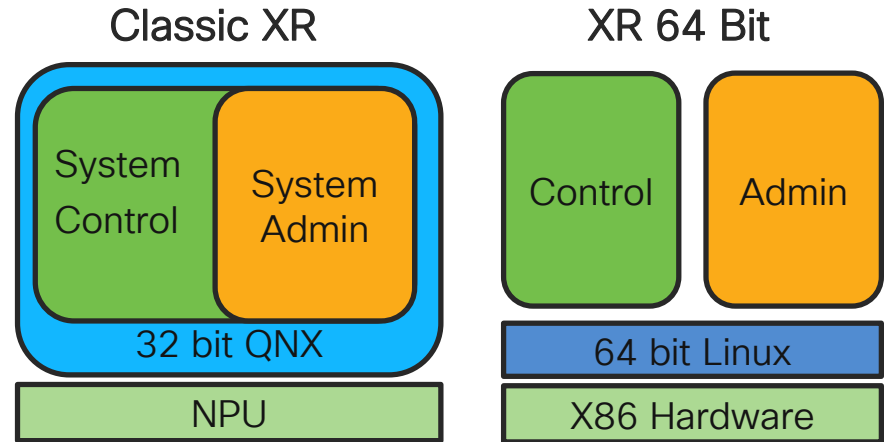 Classic XR
System
Control
System
Admin
32 bit QNX
NPU
XR 64 Bit
Control
Admin
64 bit Linux
X86 Hardware